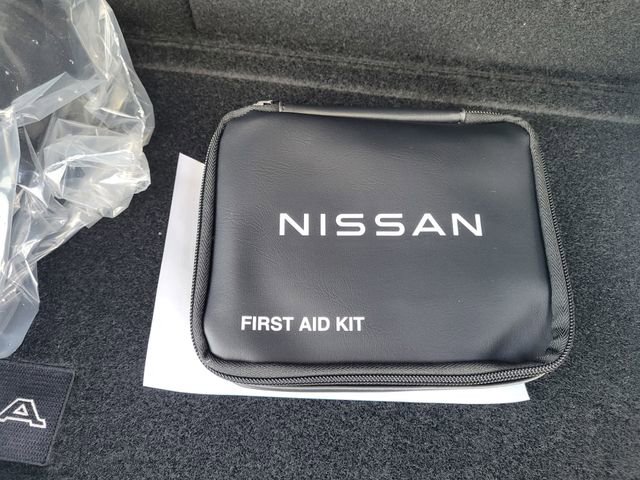 NISSAN
FIRST AID KIT
A